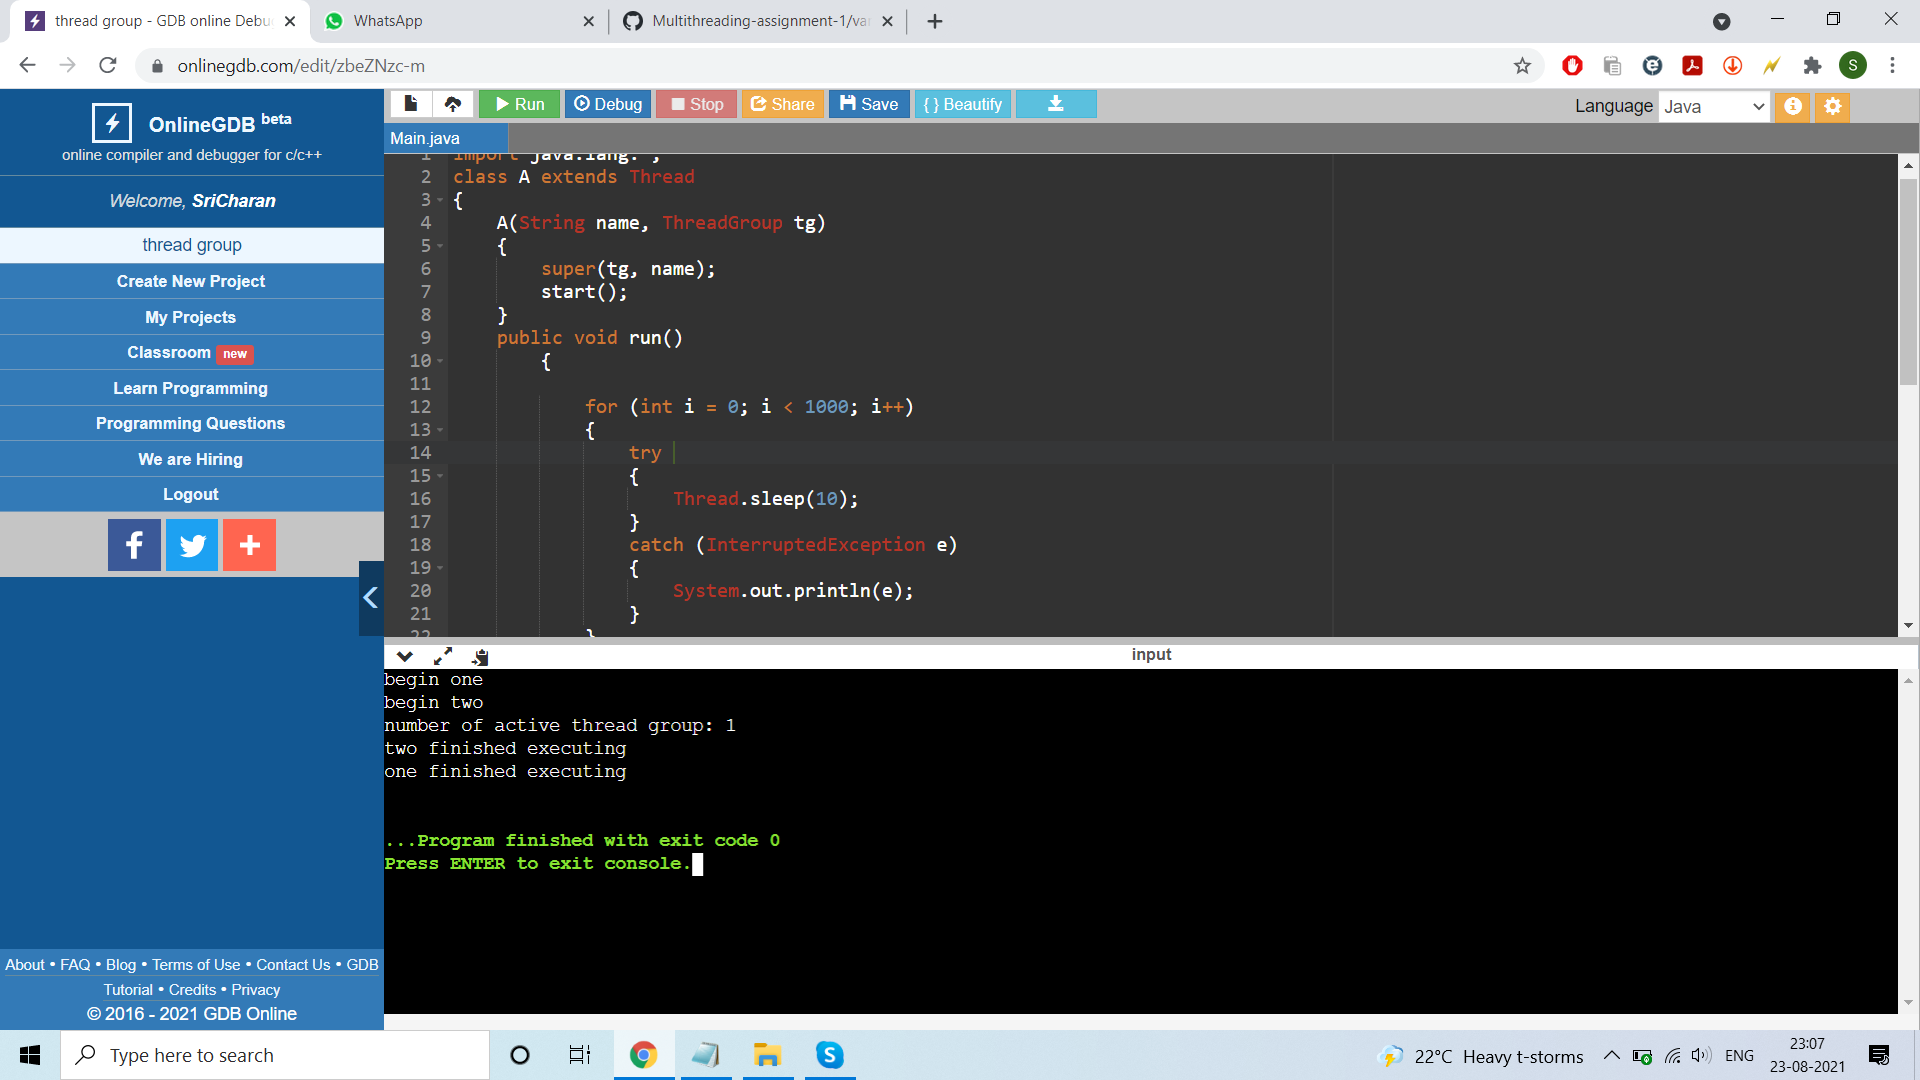 thread group - GDB online Debu
WhatsApp
Multithreading-assignment-1/va
onlinegdb.com/edit/zbeZNzc-m
S
OnlineGDB beta
online compiler and debugger for c/c++
Welcome, SriCharan
thread group
Create New Project
My Projects
Classroom new
Learn Programming
Programming Questions
We are Hiring
Logout
About • FAQ • Blog • Terms of Use • Contact Us • GDB
Tutorial • Credits • Privacy
© 2016 - 2021 GDB Online
Run Debug Stop Share Save { } Beautify
Language Java
Main.java
1 import java.lang.*;
2 class A extends Thread
3 {
4 A(String name, ThreadGroup tg)
5 {
6 super(tg, name);
7 start();
8 }
9 public void run()
10 {
11
12 for (int i = 0; i < 1000; i++)
13 {
14 try
15 {
16 Thread.sleep(10);
17 }
18 catch (InterruptedException e)
19 {
20 System.out.println(e);
21 }
22 }
input
begin one
begin two
number of active thread group: 1
two finished executing
one finished executing
...Program finished with exit code 0
Press ENTER to exit console.
Type here to search
22°C Heavy t-storms
ENG
23:07
23-08-2021